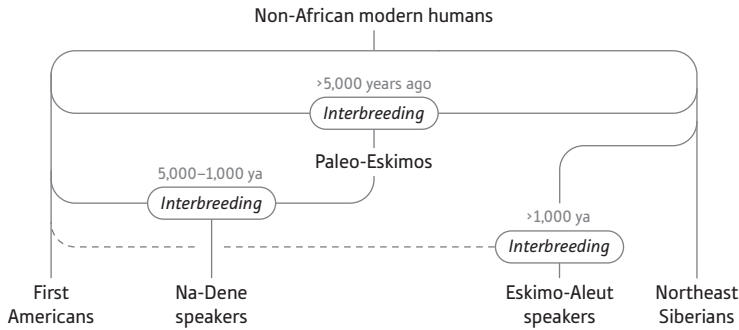 Non-African modern humans
>5,000 years ago
Interbreeding
Paleo-Eskimos
5,000–1,000 ya
Interbreeding
>1,000 ya
Interbreeding
First
Americans
Na-Dene
speakers
Eskimo-Aleut
speakers
Northeast
Siberians